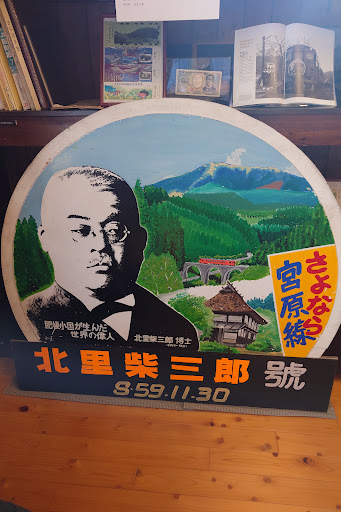 さよなら
宮原線
肥後小国が生んだ
世界の偉人
北里柴三郎 博士
北里柴三郎 號
S・59.11.30